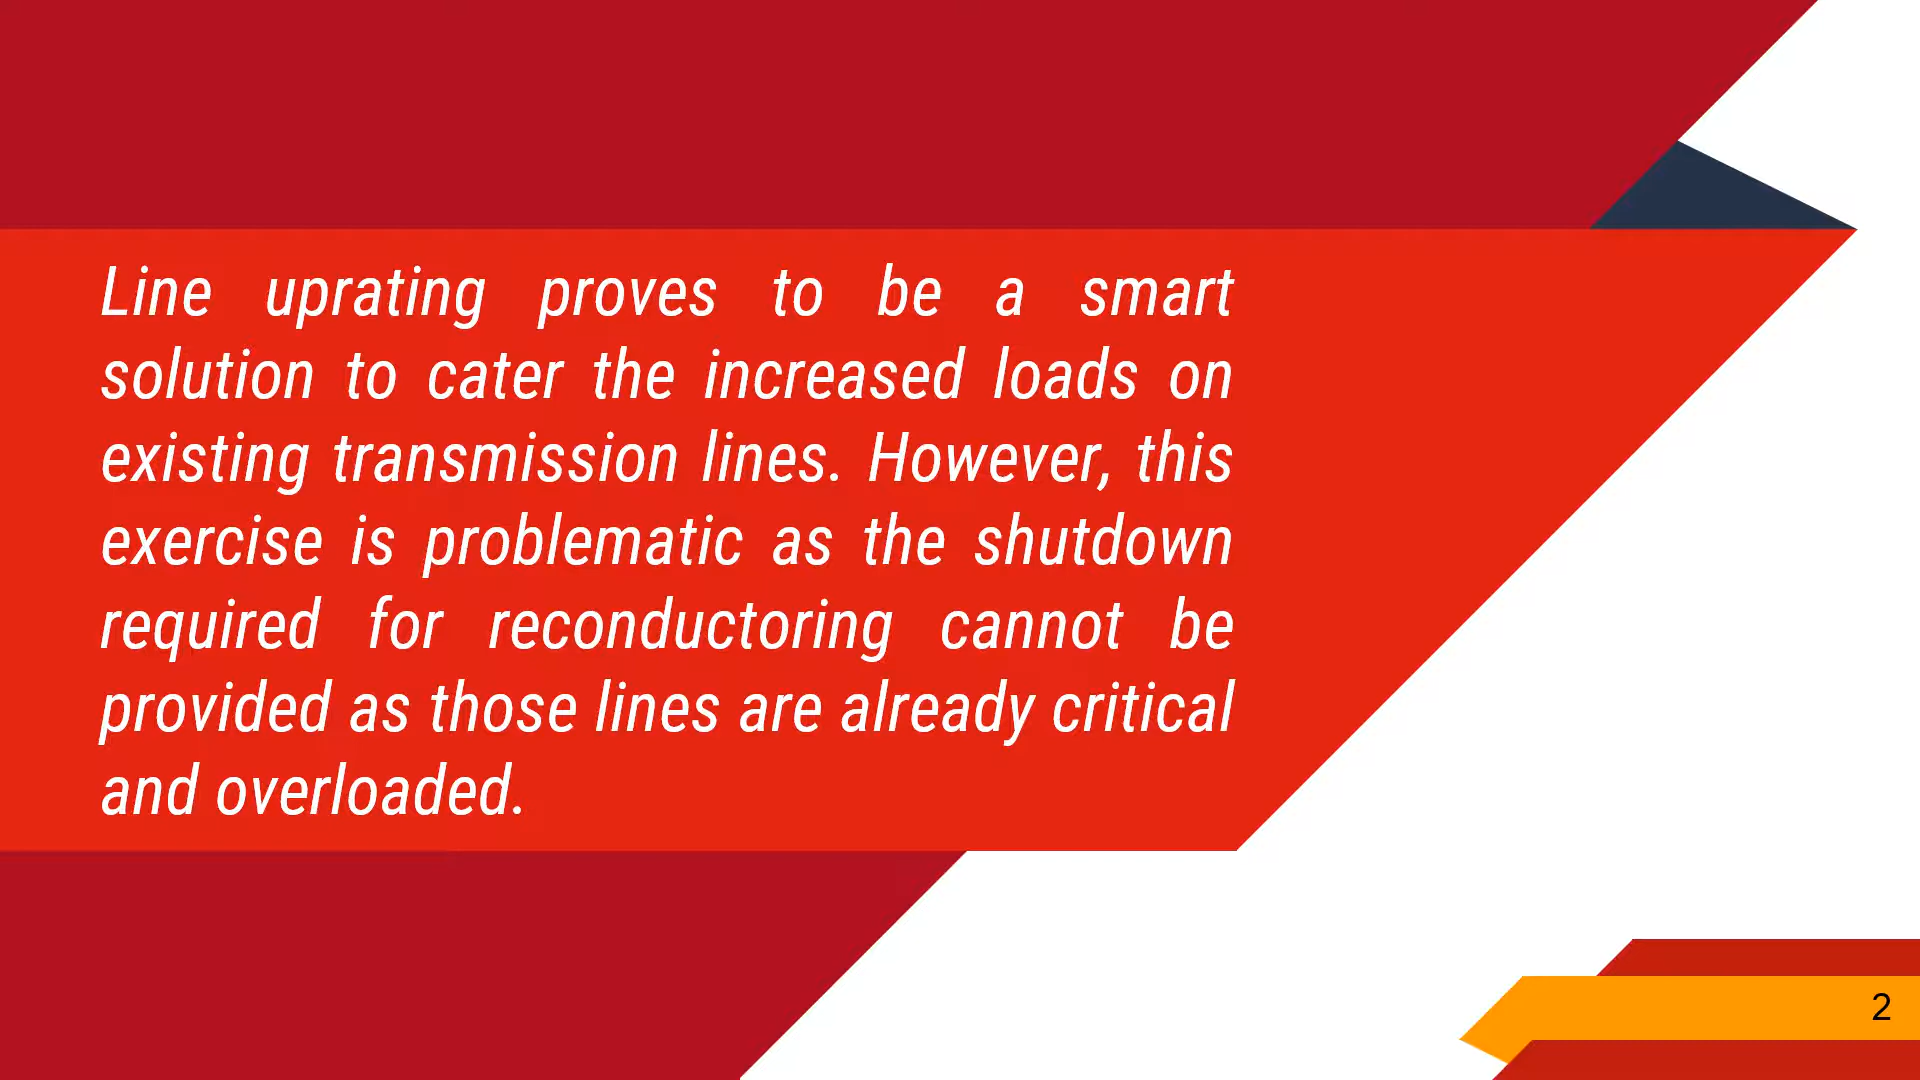 Line uprating proves to be a smart
solution to cater the increased loads on
existing transmission lines. However, this
exercise is problematic as the shutdown
required for reconductoring cannot be
provided as those lines are already critical
and overloaded.
2